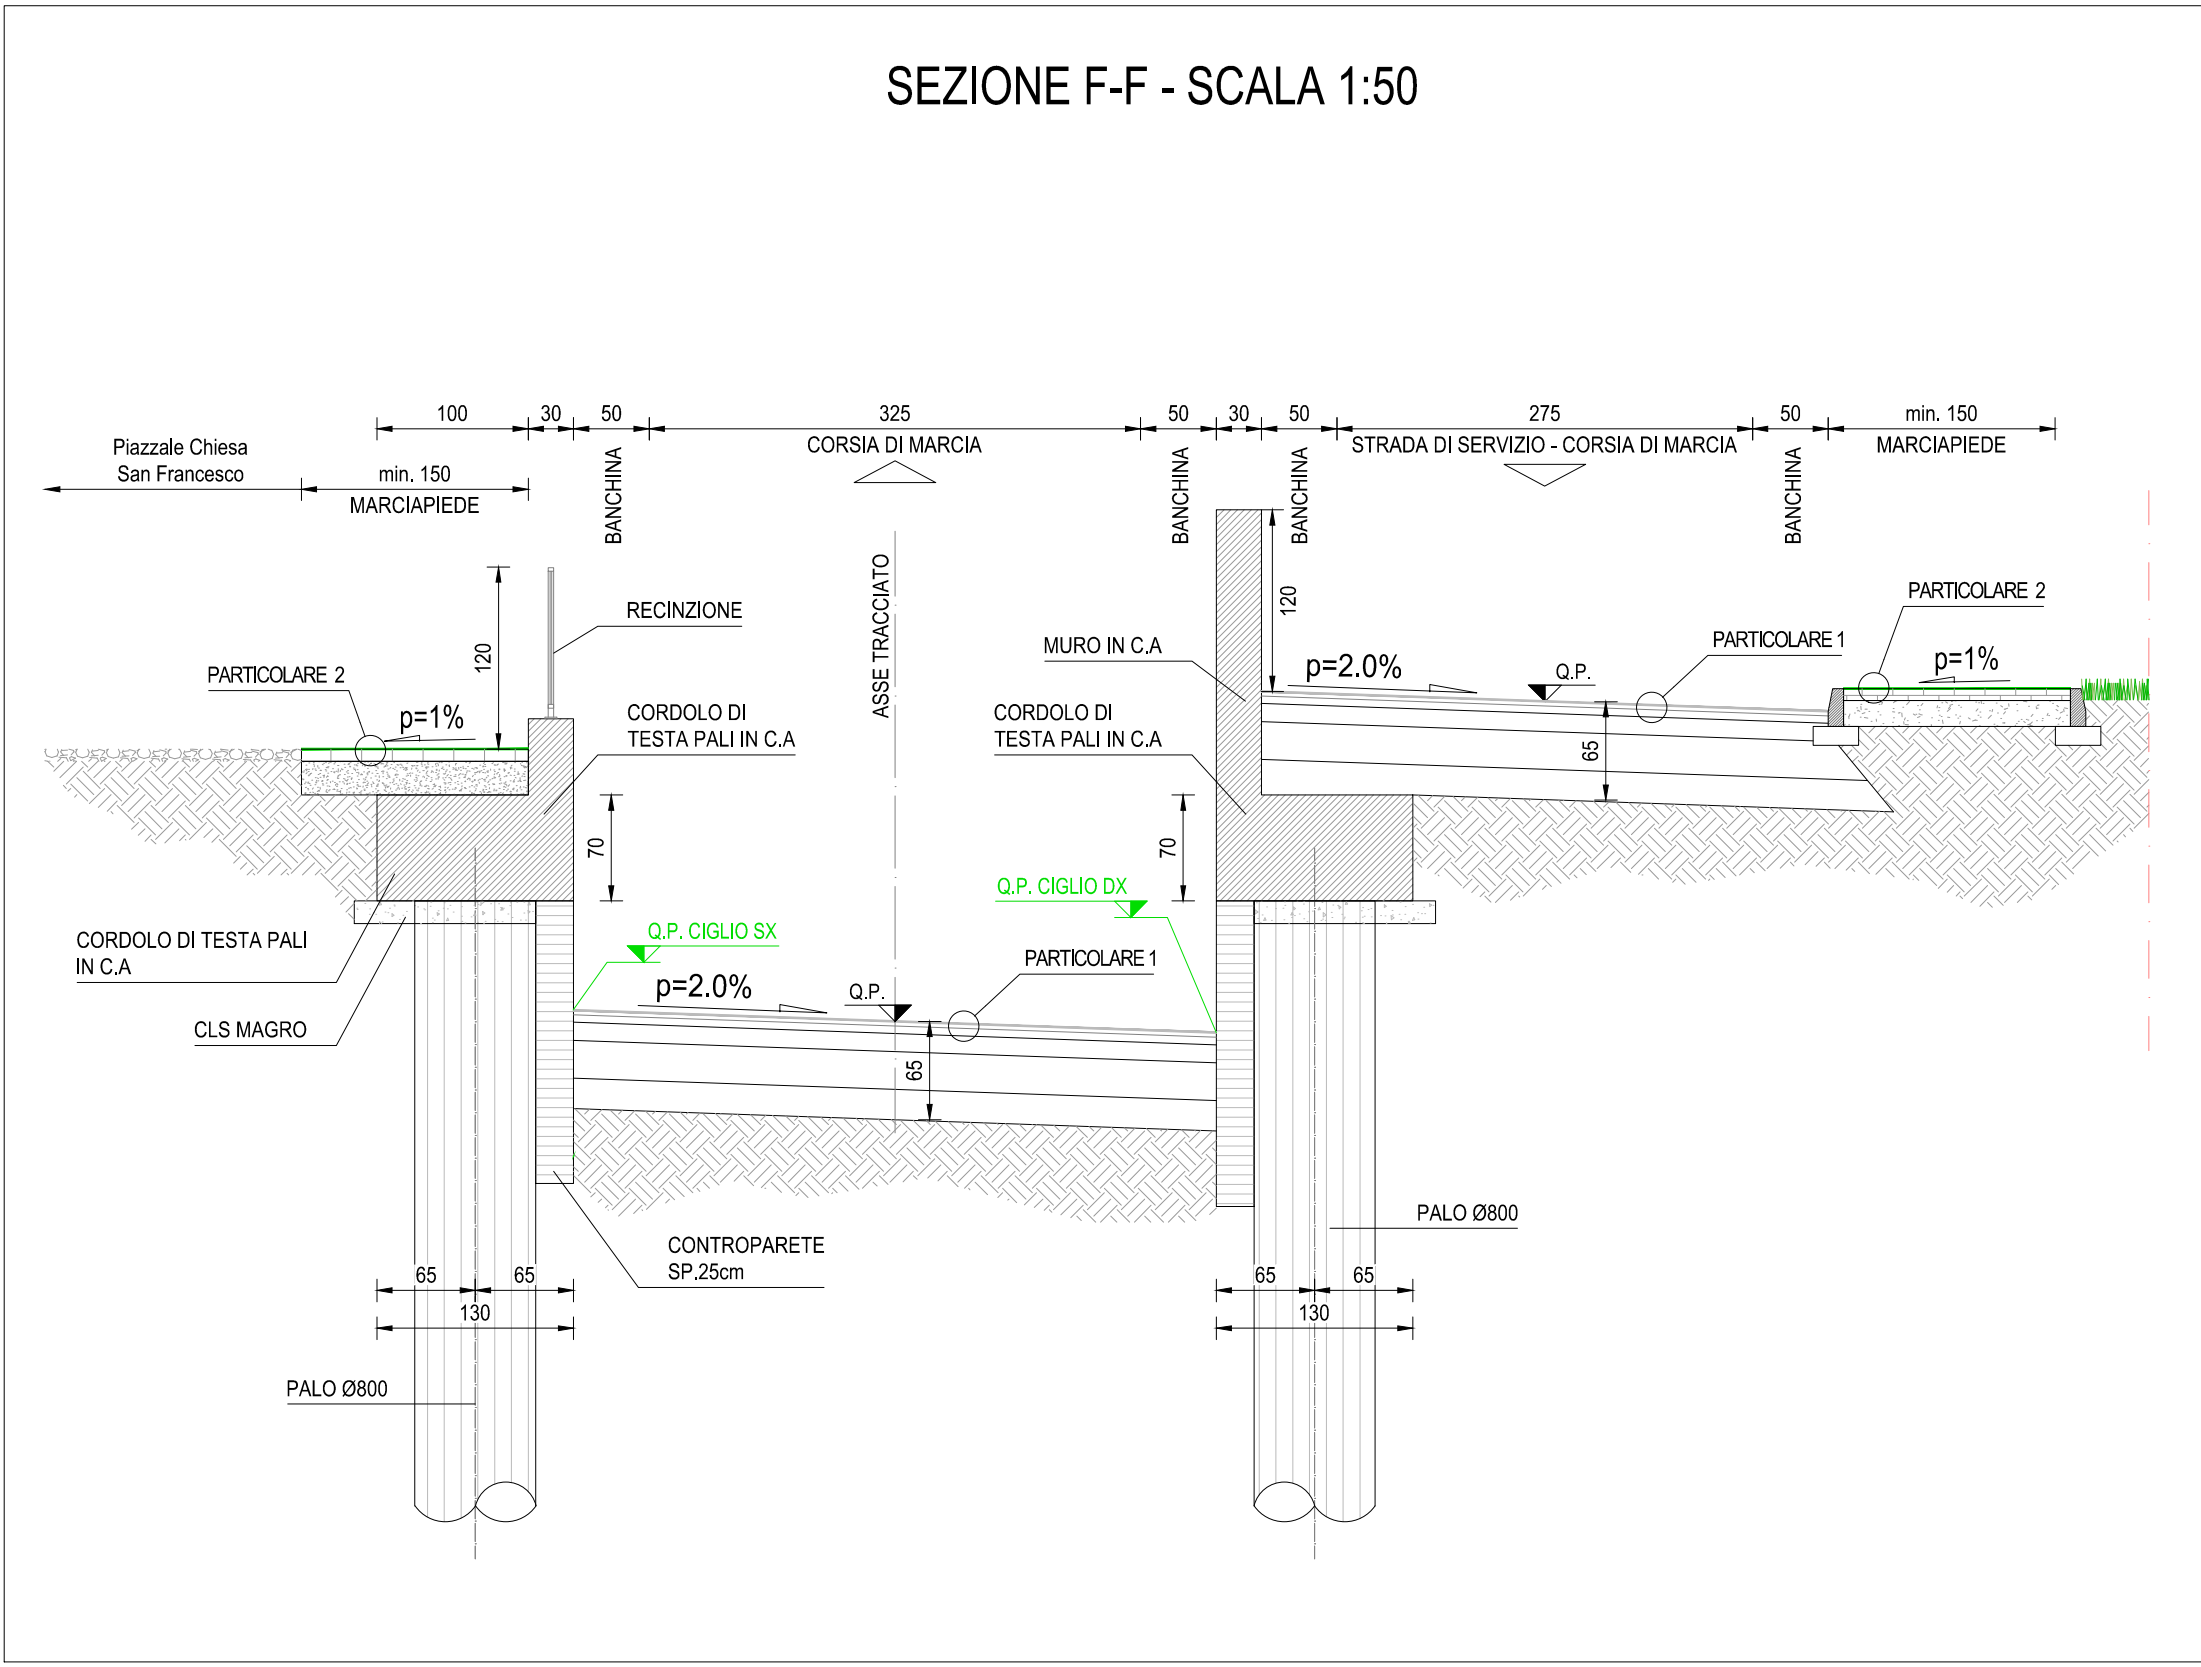 SEZIONE F-F - SCALA 1:50
100
30
50
325
50
30
50
275
50
min. 150
Piazzale Chiesa
San Francesco
min. 150
MARCIAPIEDE
BANCHINA
CORSIA DI MARCIA
BANCHINA
BANCHINA
STRADA DI SERVIZIO - CORSIA DI MARCIA
BANCHINA
MARCIAPIEDE
120
RECINZIONE
ASSE TRACCIATO
MURO IN C.A
120
p=2.0%
Q.P.
PARTICOLARE 1
PARTICOLARE 2
p=1%
PARTICOLARE 2
p=1%
CORDOLO DI
TESTA PALI IN C.A
CORDOLO DI
TESTA PALI IN C.A
65
70
70
Q.P. CIGLIO DX
Q.P. CIGLIO SX
CORDOLO DI TESTA PALI
IN C.A
CLS MAGRO
p=2.0%
Q.P.
PARTICOLARE 1
65
CONTROPARETE
SP.25cm
PALO Ø800
65
65
130
65
65
130
PALO Ø800